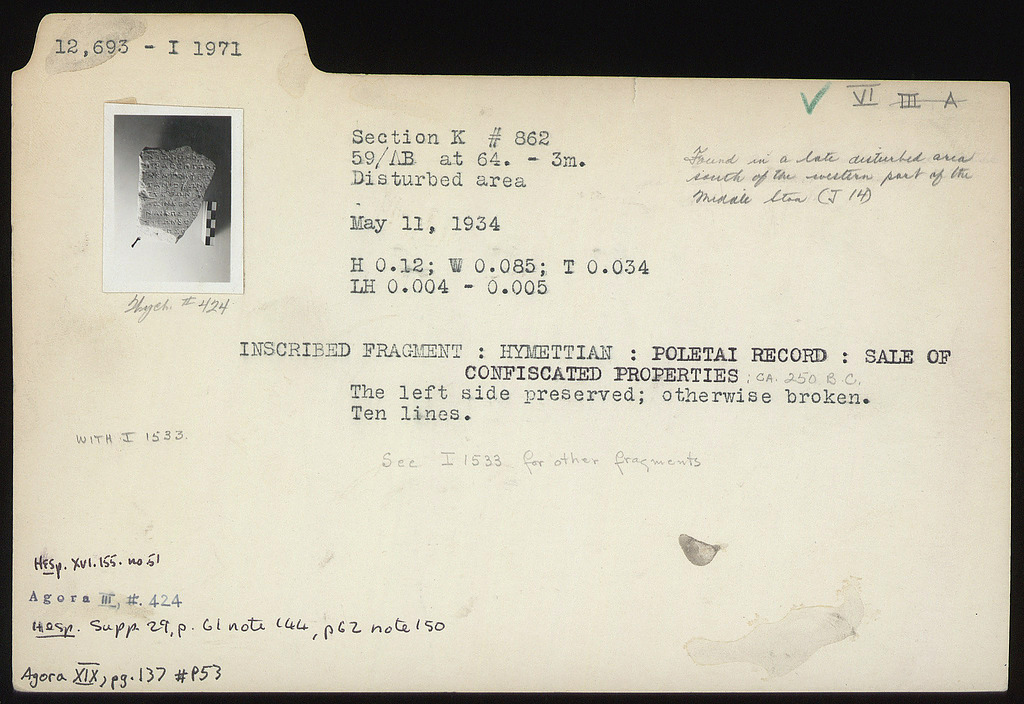 12,693 - I 1971
VI III A
Section K # 862
59/ΛB at 64. - 3m.
Disturbed area
Found in a late disturbed area
south of the western part of the
Middle Stoa (J 14)
May 11, 1934
H 0.12; W 0.085; T 0.034
LH 0.004 - 0.005
Wych. # 424
INSCRIBED FRAGMENT : HYMETTIAN : POLETAI RECORD : SALE OF
CONFISCATED PROPERTIES ; CA. 250 B.C.
The left side preserved; otherwise broken.
Ten lines.
WITH I 1533.
See I 1533 for other fragments
Hesp. XVI. 155. no 51
Agora III, #. 424
Hesp. Supp 29, p. 61 note 144, p62 note 150
Agora XIX, pg. 137 #P53